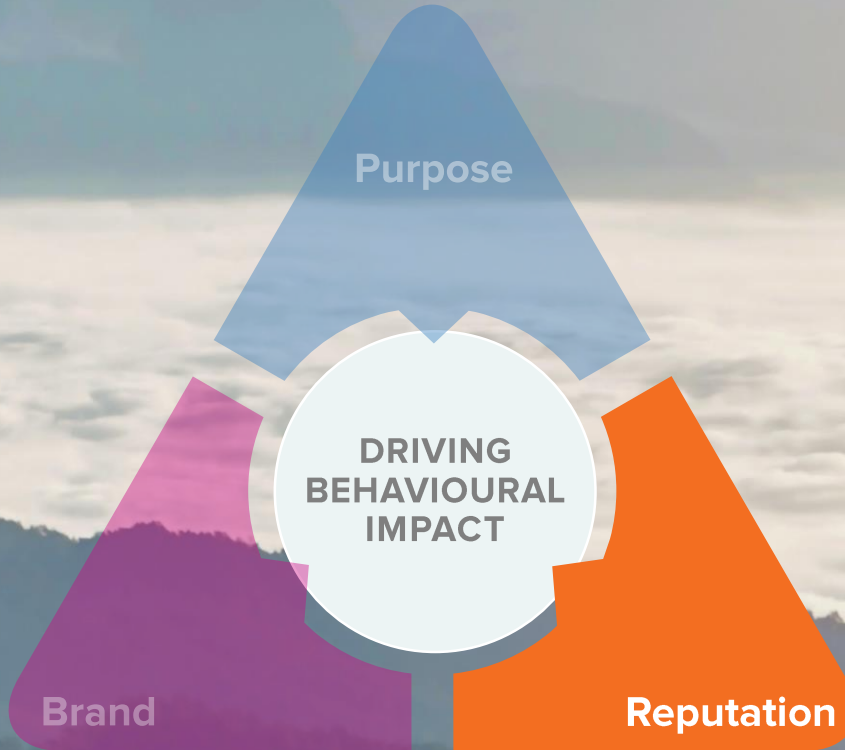 Purpose
DRIVING
BEHAVIOURAL
IMPACT
Brand
Reputation